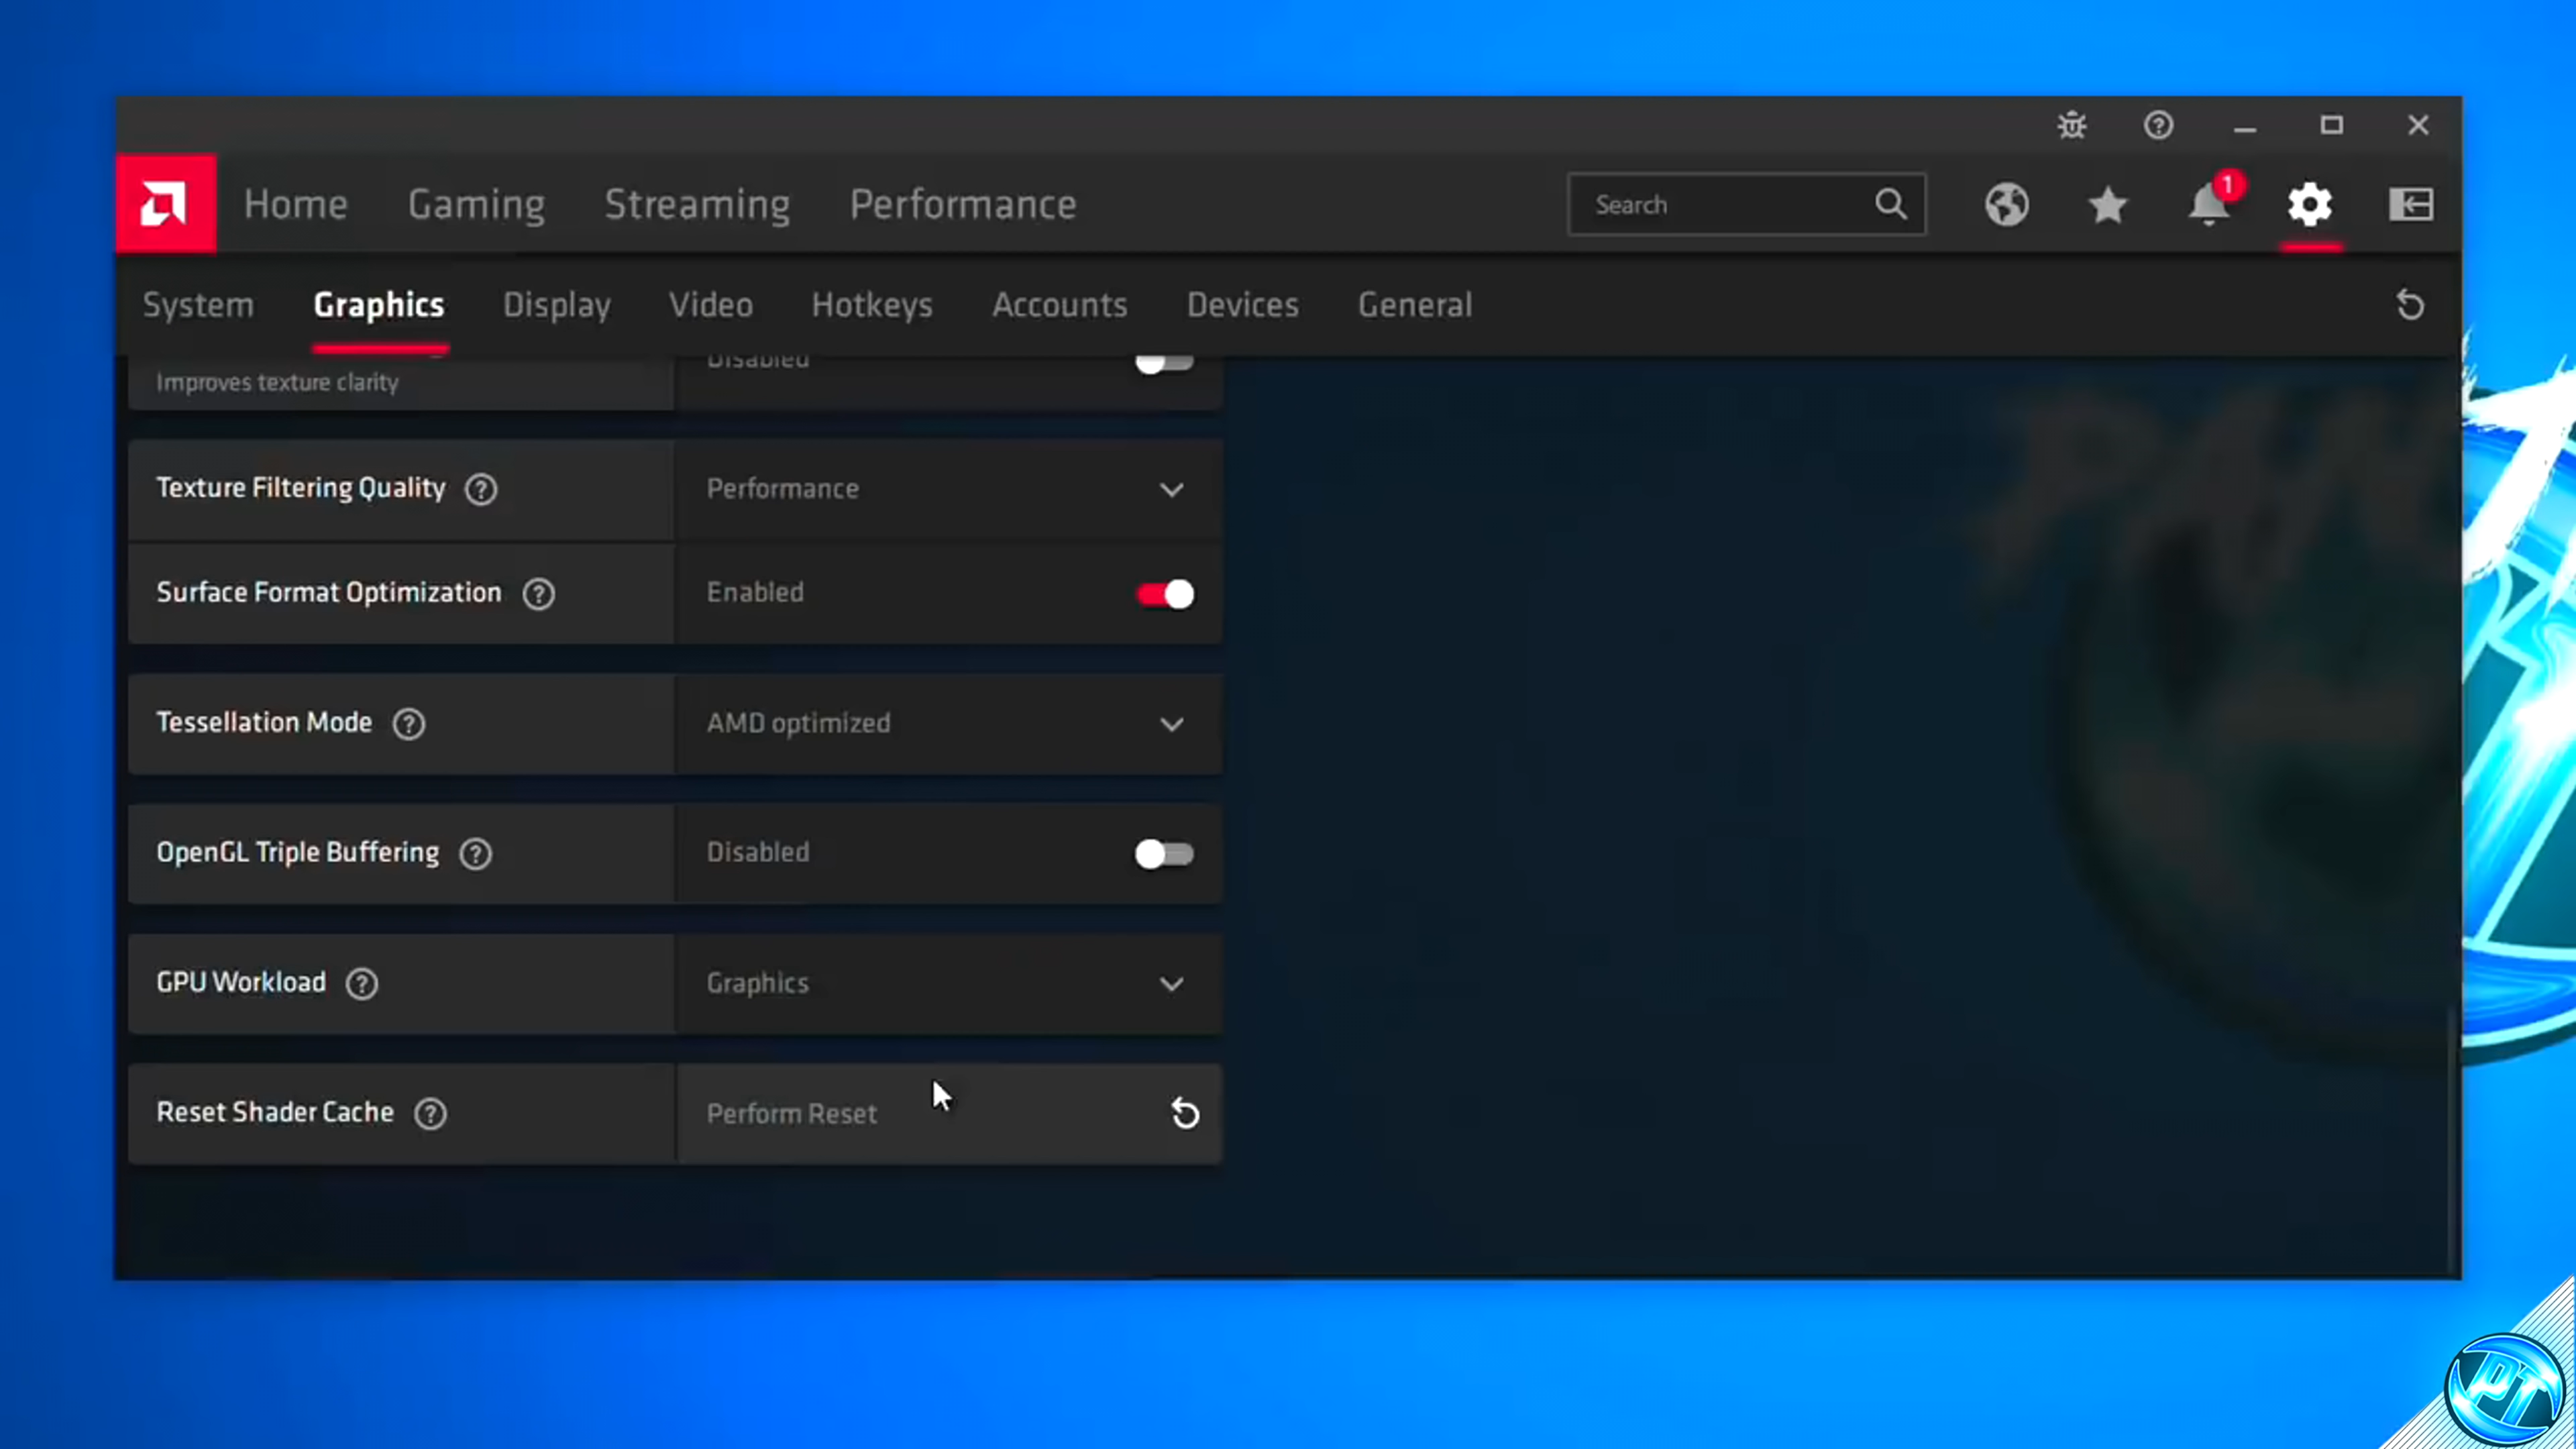 Home Gaming Streaming Performance Search 1
System Graphics Display Video Hotkeys Accounts Devices General
Disabled
Improves texture clarity
Texture Filtering Quality ? Performance
Surface Format Optimization ? Enabled
Tessellation Mode ? AMD optimized
OpenGL Triple Buffering ? Disabled
GPU Workload ? Graphics
Reset Shader Cache ? Perform Reset
PT